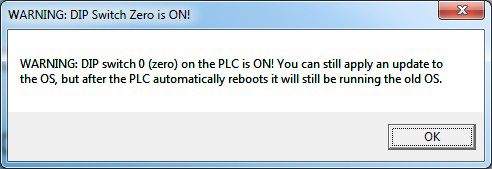 WARNING: DIP Switch Zero is ON!
WARNING: DIP switch 0 (zero) on the PLC is ON! You can still apply an update to
the OS, but after the PLC automatically reboots it will still be running the old OS.
OK